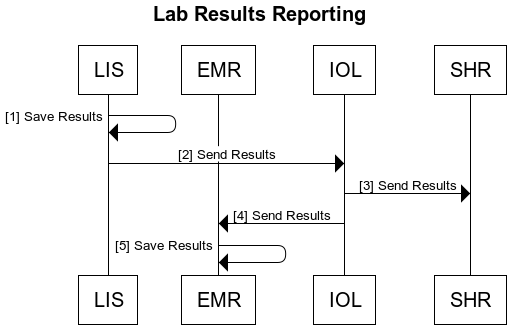 Lab Results Reporting
LIS EMR IOL SHR
[1] Save Results
[2] Send Results
[3] Send Results
[4] Send Results
[5] Save Results
LIS EMR IOL SHR